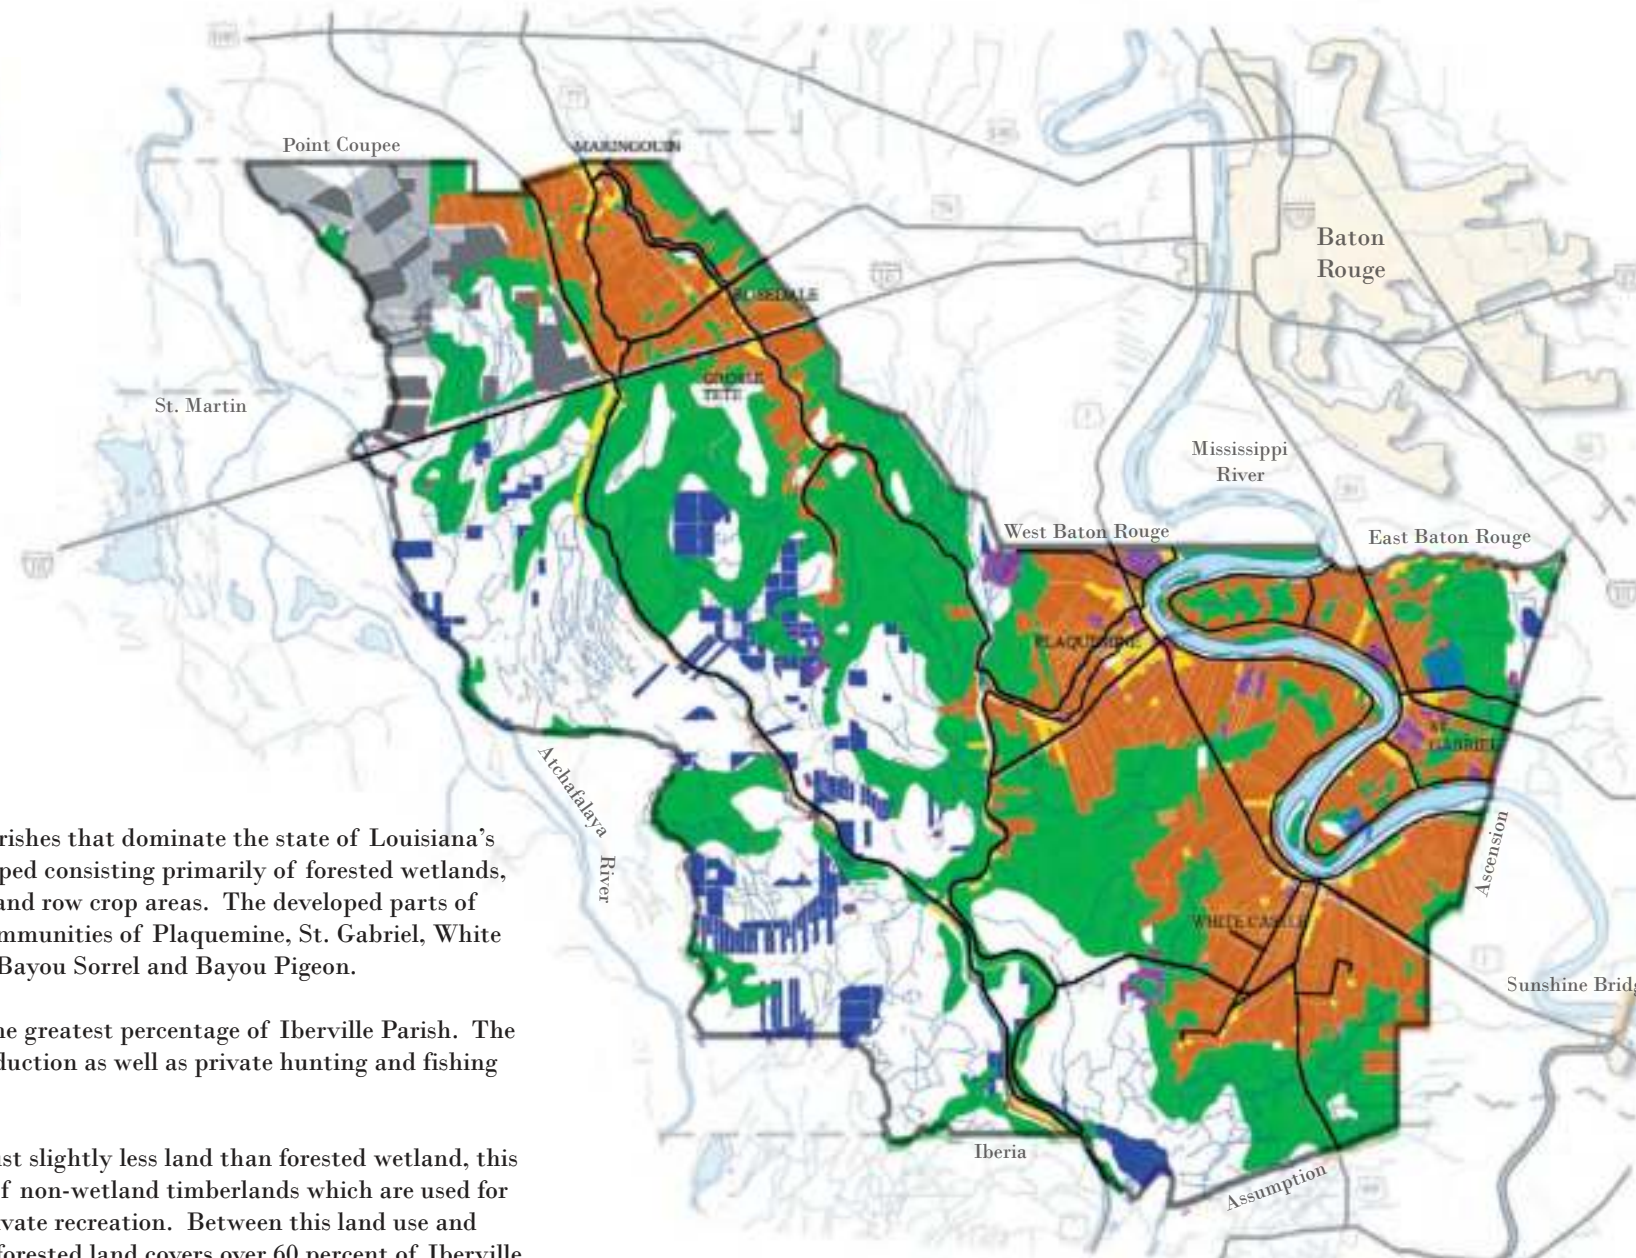 Point Coupee
MARINGOUIN
Baton
Rouge
ROSEDALE
GROSSE
TETE
St. Martin
Mississippi
River
West Baton Rouge
East Baton Rouge
PLAQUEMINE
ST.
GABRIEL
Atchafalaya
River
Ascension
WHITE CASTLE
Sunshine Bridg
Iberia
Assumption
rishes that dominate the state of Louisiana's
ped consisting primarily of forested wetlands,
and row crop areas. The developed parts of
mmunities of Plaquemine, St. Gabriel, White
Bayou Sorrel and Bayou Pigeon.
he greatest percentage of Iberville Parish. The
duction as well as private hunting and fishing
st slightly less land than forested wetland, this
f non-wetland timberlands which are used for
vate recreation. Between this land use and
forested land covers over 60 percent of Iberville